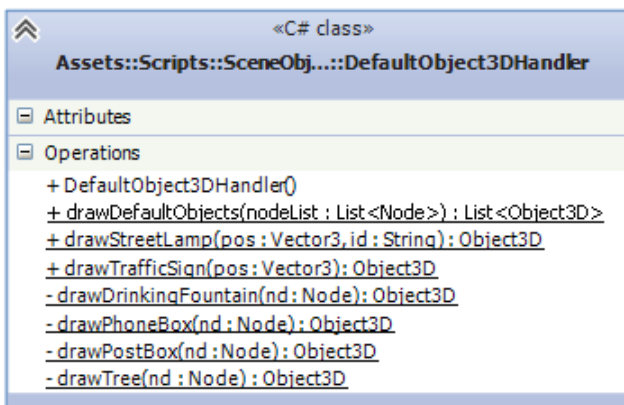 «C# class»
Assets::Scripts::SceneObj...::DefaultObject3DHandler
Attributes
Operations
+ DefaultObject3DHandler()
+ drawDefaultObjects(nodeList : List<Node>) : List<Object3D>
+ drawStreetLamp(pos : Vector3, id : String) : Object3D
+ drawTrafficSign(pos : Vector3) : Object3D
- drawDrinkingFountain(nd : Node) : Object3D
- drawPhoneBox(nd : Node) : Object3D
- drawPostBox(nd : Node) : Object3D
- drawTree(nd : Node) : Object3D